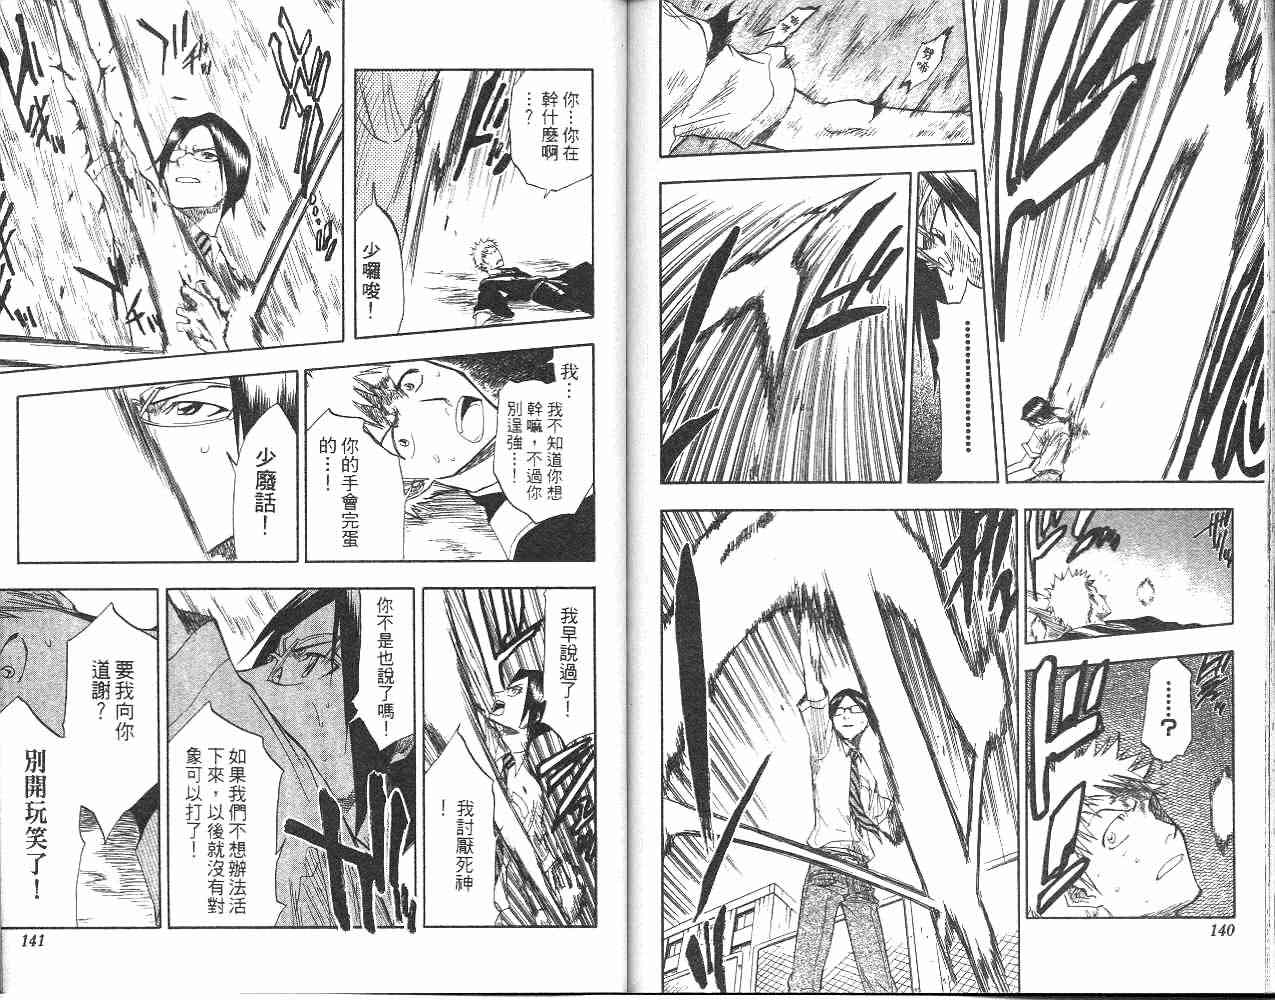 劈啼
………………
……?
140
你…你在
幹什麼啊
…?
少囉唆！
我…
我不知道你想
幹嘛，不過你
別逞強…！
你的手會完蛋
的…！
少廢話！
我早說過了！
我討厭死神
！
你不是也說了嗎！
如果我們不想辦法活
下來，以後就沒有對
象可以打了！
要我向你
道謝？
別開玩笑了！
141